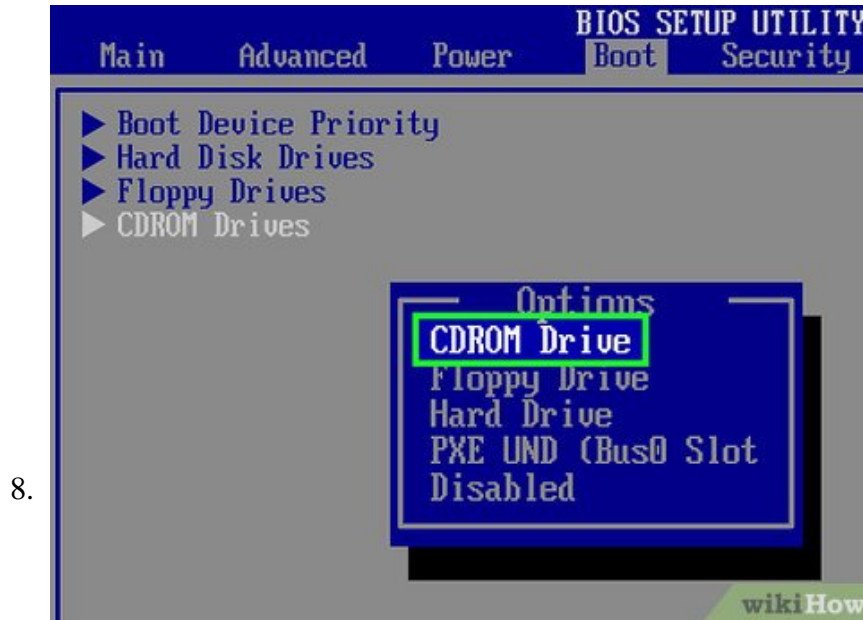 BIOS SETUP UTILITY
Main Advanced Power Boot Security
Boot Device Priority
Hard Disk Drives
Floppy Drives
CDROM Drives
Options
CDROM Drive
Floppy Drive
Hard Drive
PXE UND (Bus0 Slot
Disabled
8.
wikiHow